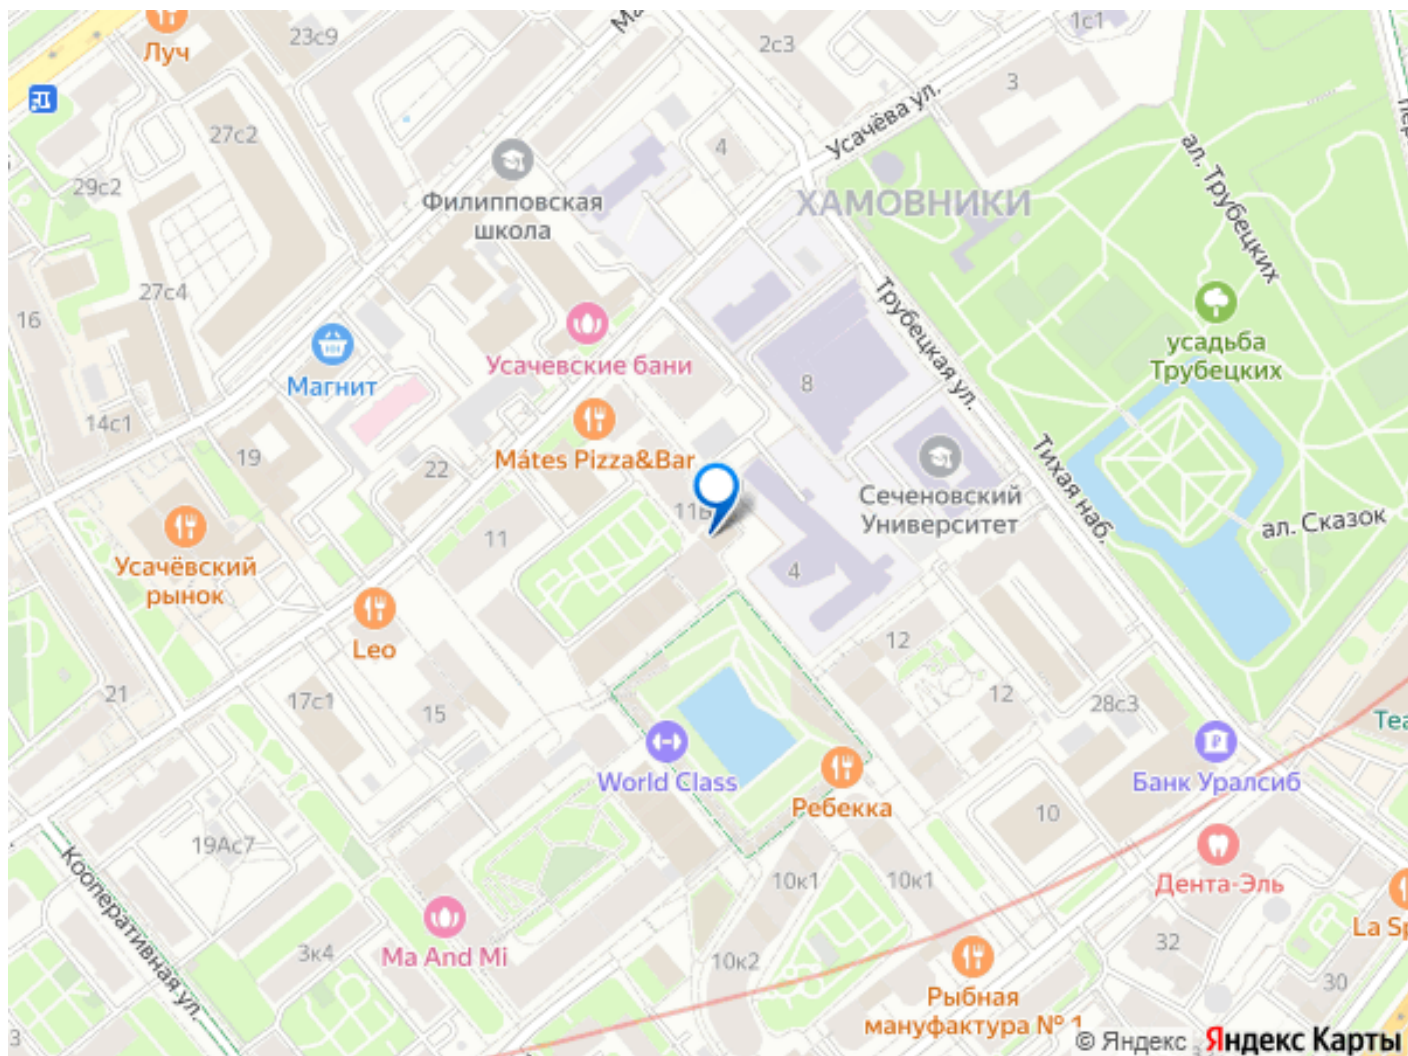 Луч
23с9
2с3
1с1
3
Усачёва ул.
27с2
4
ал. Трубецких
29с2
Филипповская
школа
ХАМОВНИКИ
27с4
16
Трубецкая ул.
Усачевские бани
усадьба
Трубецких
Магнит
8
14с1
19
22
Mátes Pizza&Bar
Тихая наб.
Сеченовский
Университет
11
ал. Сказок
Усачёвский
рынок
4
Leo
12
21
17с1
15
12
28с3
World Class
Ребекка
Банк Уралсиб
10
19Ас7
Кооперативная ул.
10к1
10к1
Дента-Эль
Ma And Mi
3к4
10к2
32
30
Рыбная
мануфактура № 1
3
© Яндекс Яндекс Карты